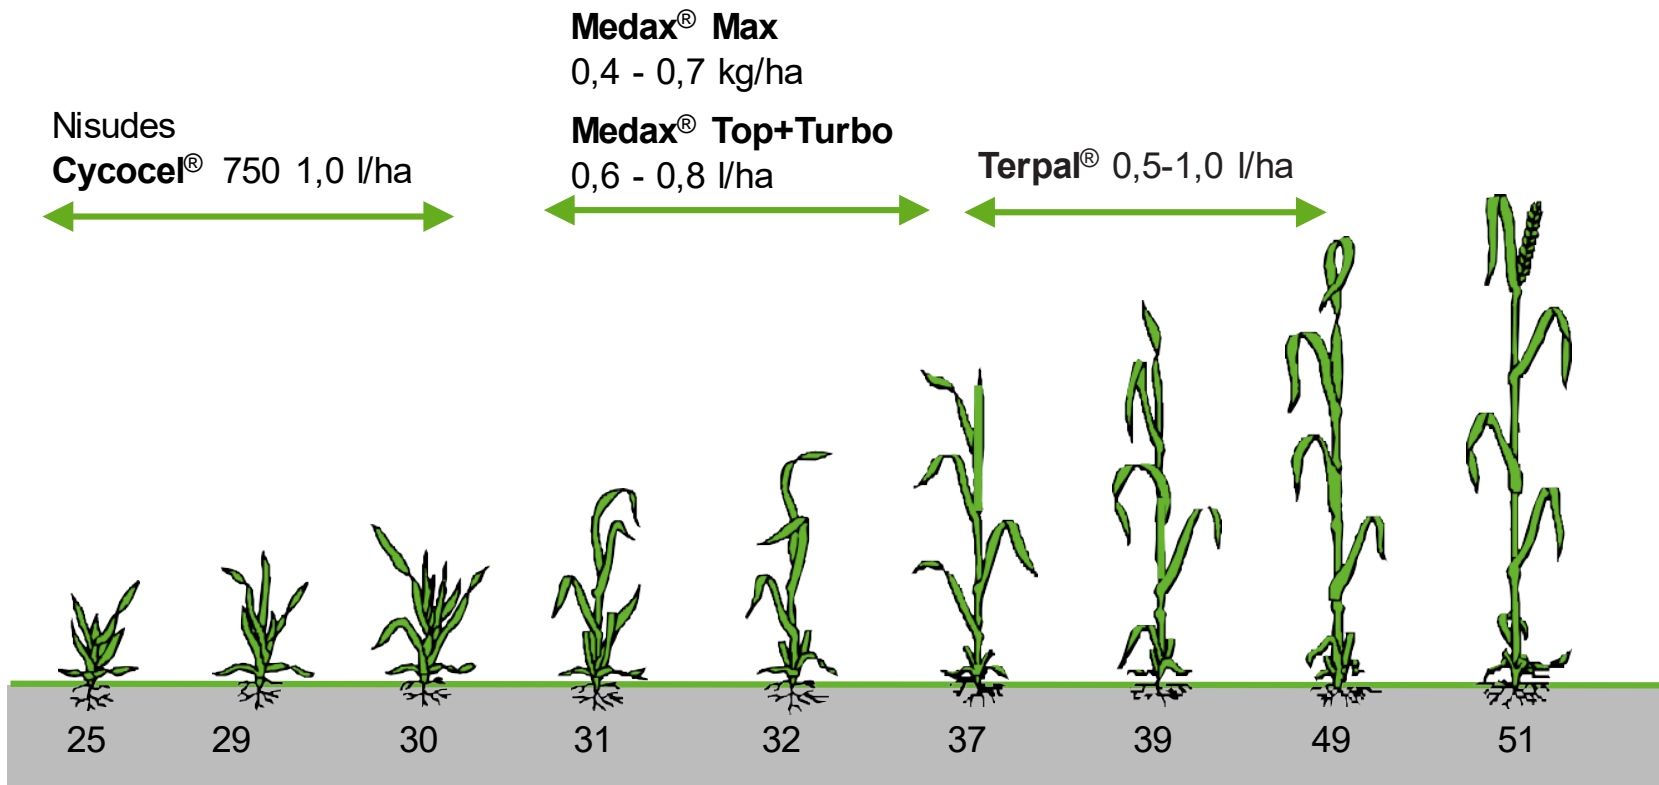 Nisudes
Cycocel® 750 1,0 l/ha
Medax® Max
0,4 - 0,7 kg/ha
Medax® Top+Turbo
0,6 - 0,8 l/ha
Terpal® 0,5-1,0 l/ha
25 29 30 31 32 37 39 49 51